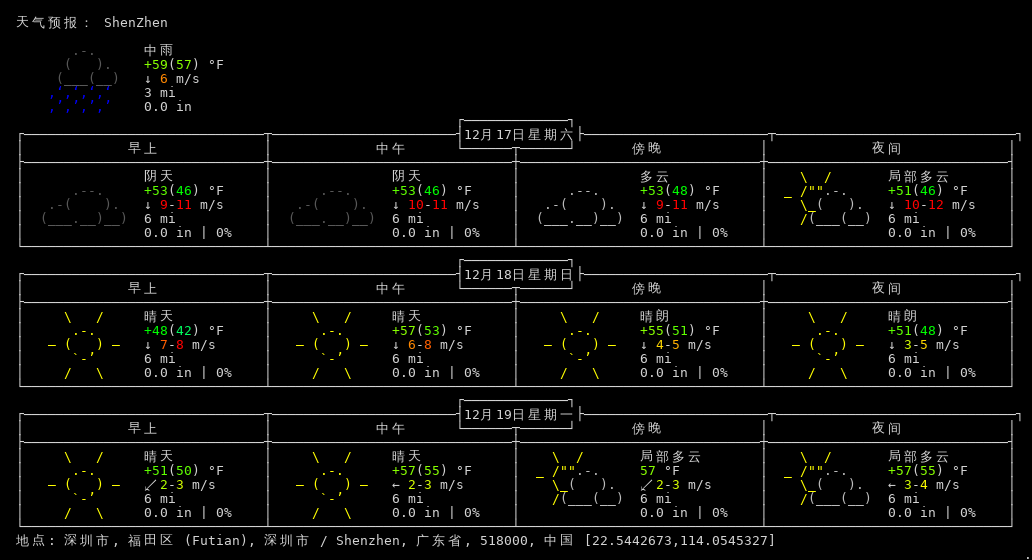 天气预报： ShenZhen
中雨
+59(57) °F
↓ 6 m/s
3 mi
0.0 in
12月17日星期六
早上 中午 傍晚 夜间
阴天 阴天 多云 局部多云
+53(46) °F +53(46) °F +53(48) °F +51(46) °F
↓ 9-11 m/s ↓ 10-11 m/s ↓ 9-11 m/s ↓ 10-12 m/s
6 mi 6 mi 6 mi 6 mi
0.0 in | 0% 0.0 in | 0% 0.0 in | 0% 0.0 in | 0%
12月18日星期日
早上 中午 傍晚 夜间
晴天 晴天 晴朗 晴朗
+48(42) °F +57(53) °F +55(51) °F +51(48) °F
↓ 7-8 m/s ↓ 6-8 m/s ↓ 4-5 m/s ↓ 3-5 m/s
6 mi 6 mi 6 mi 6 mi
0.0 in | 0% 0.0 in | 0% 0.0 in | 0% 0.0 in | 0%
12月19日星期一
早上 中午 傍晚 夜间
晴天 晴天 局部多云 局部多云
+51(50) °F +57(55) °F 57 °F +57(55) °F
↙ 2-3 m/s ← 2-3 m/s ↙ 2-3 m/s ← 3-4 m/s
6 mi 6 mi 6 mi 6 mi
0.0 in | 0% 0.0 in | 0% 0.0 in | 0% 0.0 in | 0%
地点: 深圳市, 福田区 (Futian), 深圳市 / Shenzhen, 广东省, 518000, 中国 [22.5442673,114.0545327]